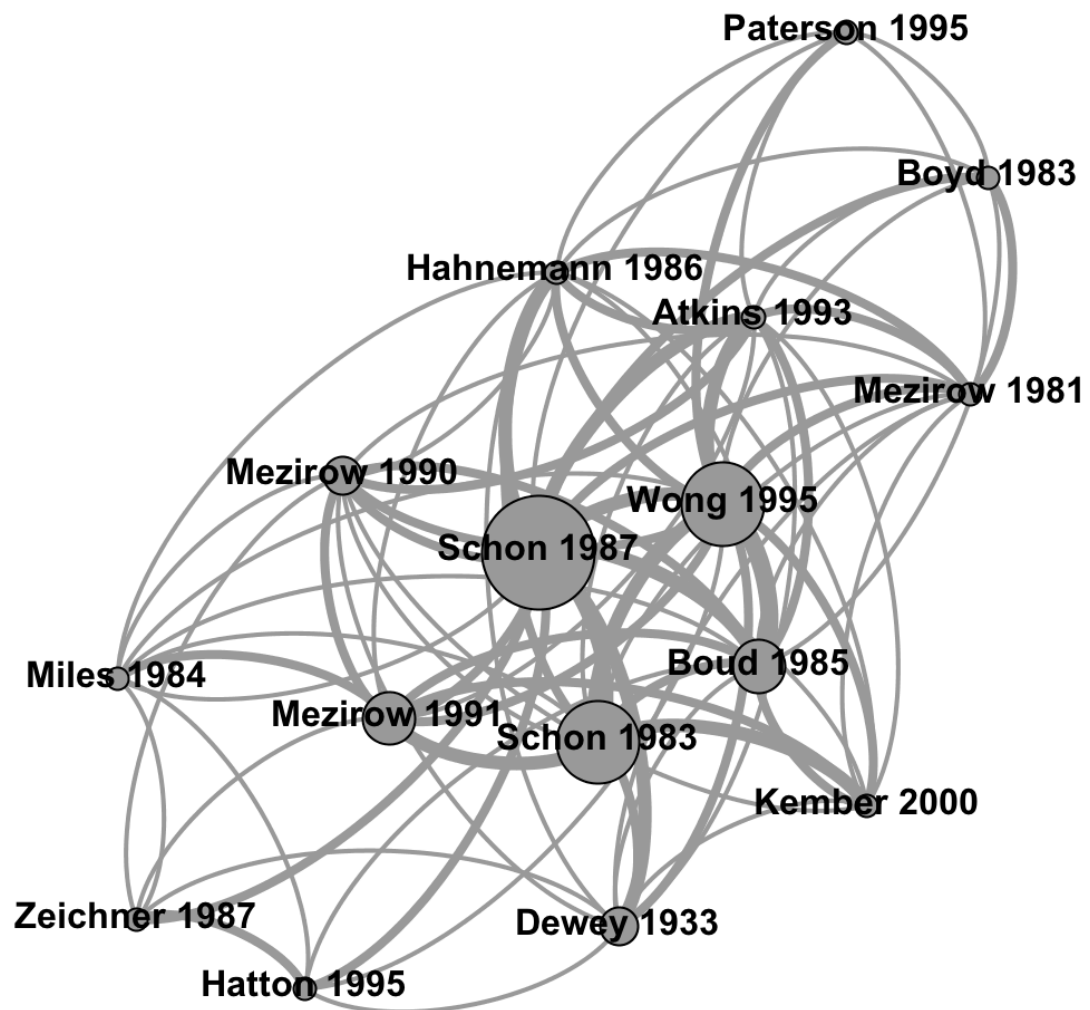 Paterson 1995
Boyd 1983
Hahnemann 1986
Atkins 1993
Mezirow 1981
Mezirow 1990
Wong 1995
Schon 1987
Boud 1985
Miles 1984
Mezirow 1991
Schon 1983
Kember 2000
Zeichner 1987
Dewey 1933
Hatton 1995